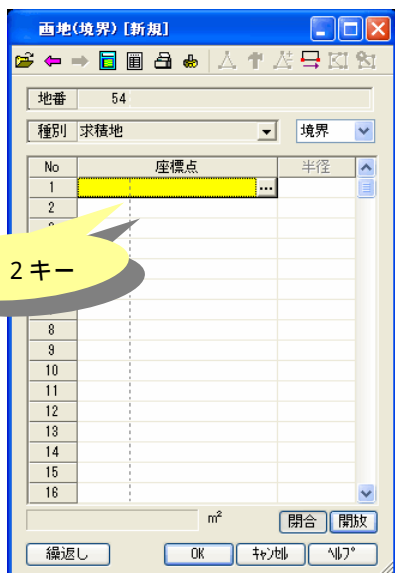 画地(境界) [新規]
地番 54
種別 求積地 境界
No 座標点 半径
1 ...
2
2キー
8
9
10
11
12
13
14
15
16
m²
閉合 開放
繰返し OK ｷｬﾝｾﾙ ﾍﾙﾌﾟ